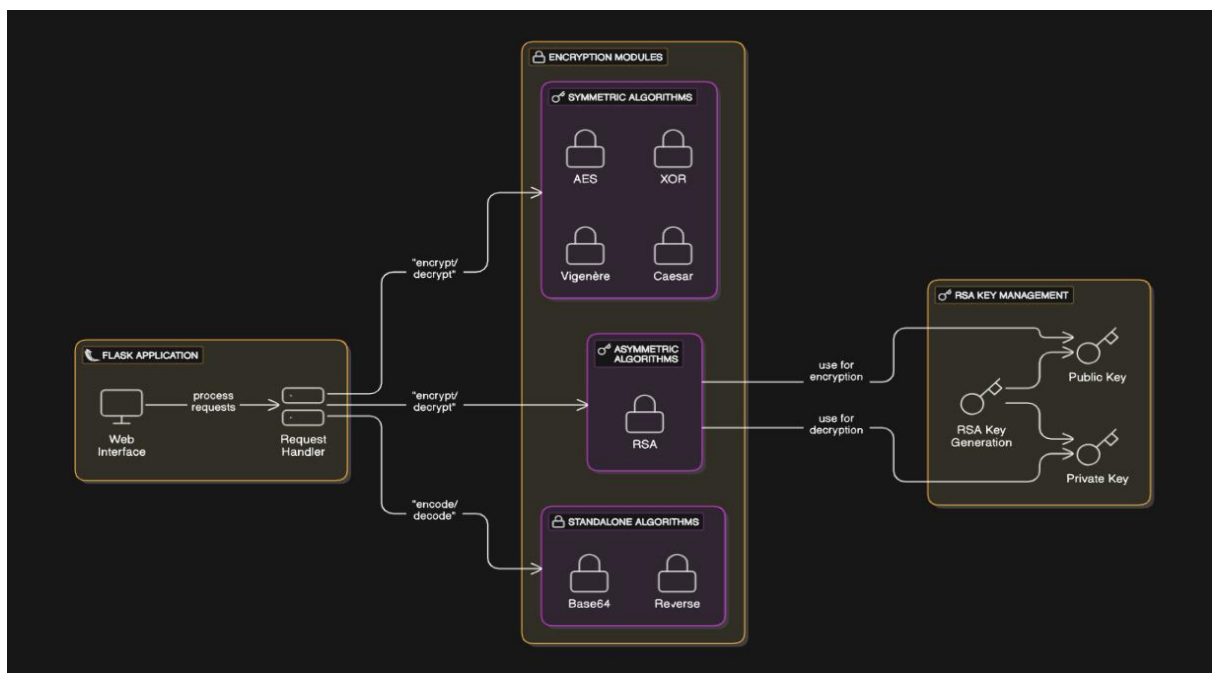 ENCRYPTION MODULES
SYMMETRIC ALGORITHMS
AES
XOR
Vigenère
Caesar
"encrypt/
decrypt"
FLASK APPLICATION
Web
Interface
process
requests
Request
Handler
"encrypt/
decrypt"
ASYMMETRIC
ALGORITHMS
RSA
use for
encryption
use for
decryption
RSA KEY MANAGEMENT
Public Key
RSA Key
Generation
Private Key
"encode/
decode"
STANDALONE ALGORITHMS
Base64
Reverse